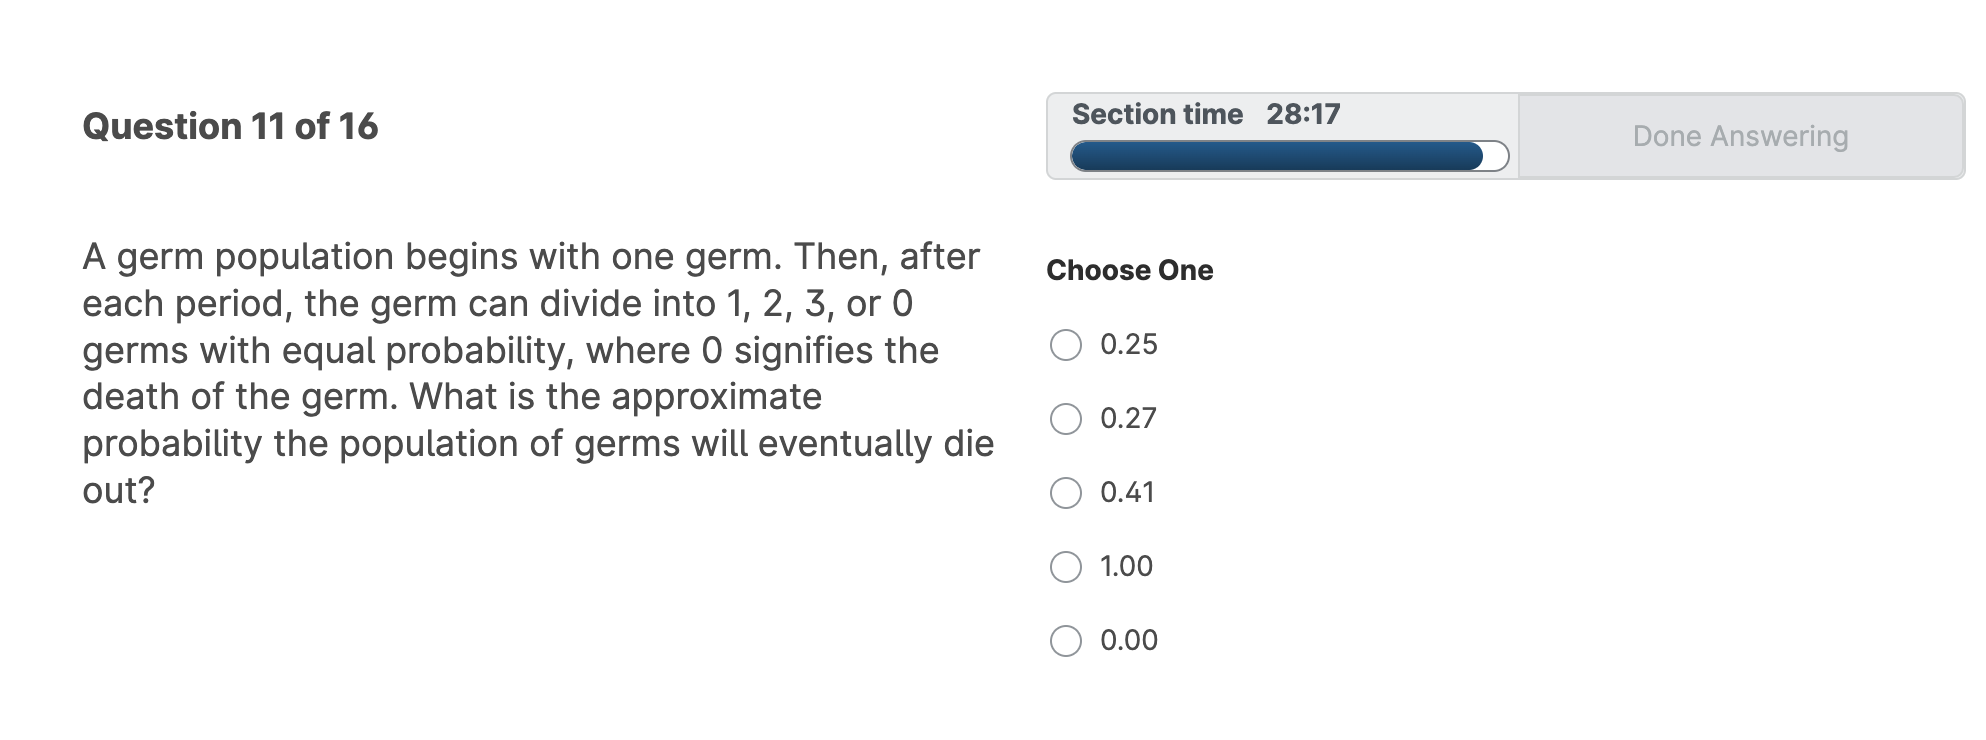 Question 11 of 16
Section time 28:17
Done Answering
A germ population begins with one germ. Then, after
each period, the germ can divide into 1, 2, 3, or 0
germs with equal probability, where 0 signifies the
death of the germ. What is the approximate
probability the population of germs will eventually die
out?
Choose One
0.25
0.27
0.41
1.00
0.00